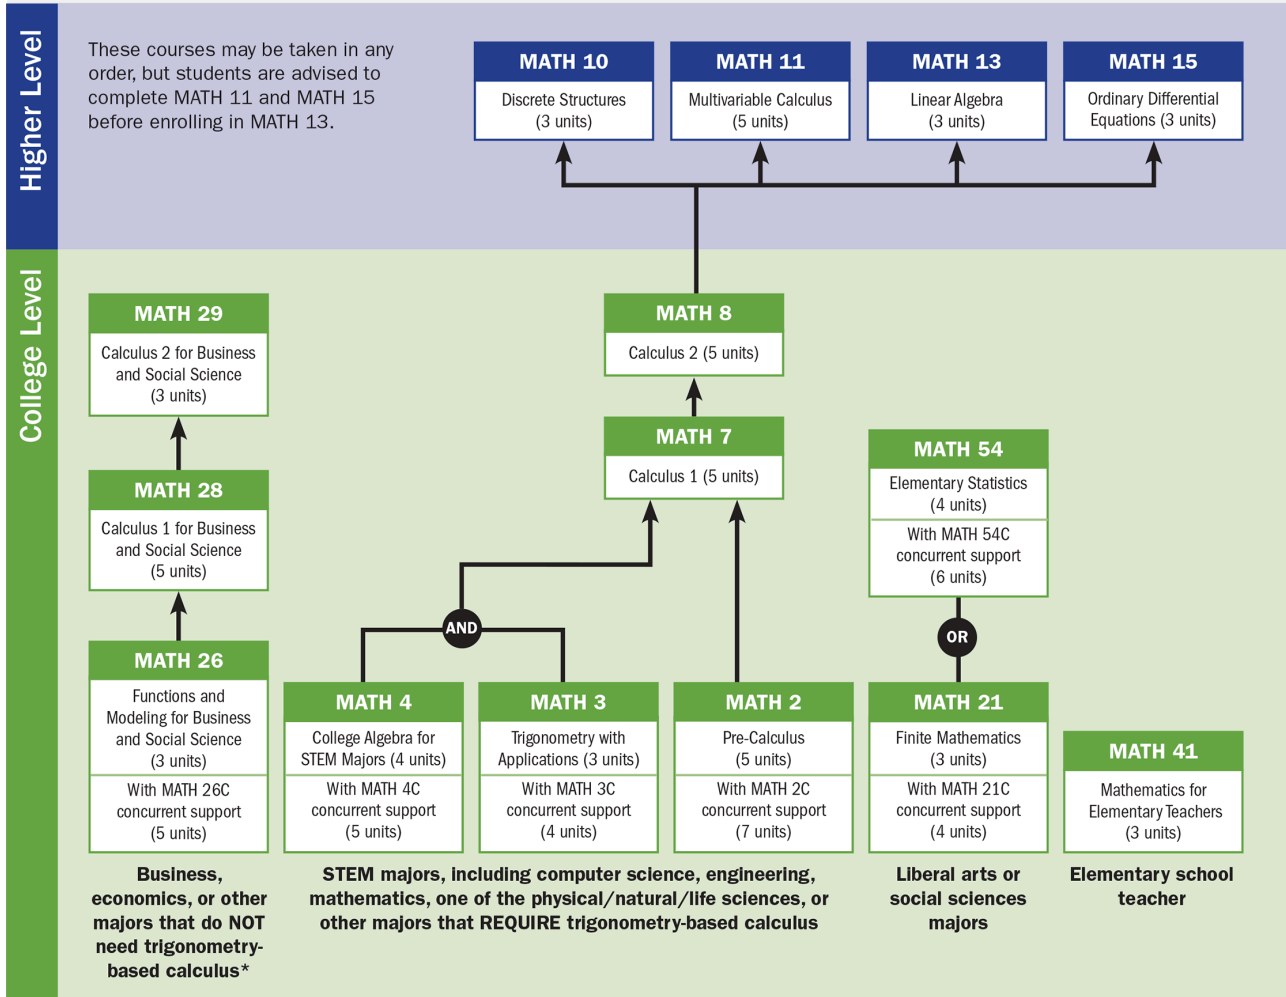 Higher Level
These courses may be taken in any
order, but students are advised to
complete MATH 11 and MATH 15
before enrolling in MATH 13.
MATH 10
Discrete Structures
(3 units)
MATH 11
Multivariable Calculus
(5 units)
MATH 13
Linear Algebra
(3 units)
MATH 15
Ordinary Differential
Equations (3 units)
College Level
MATH 29
Calculus 2 for Business
and Social Science
(3 units)
MATH 28
Calculus 1 for Business
and Social Science
(5 units)
MATH 26
Functions and
Modeling for Business
and Social Science
(3 units)
With MATH 26C
concurrent support
(5 units)
Business,
economics, or other
majors that do NOT
need trigonometry-
based calculus*
MATH 8
Calculus 2 (5 units)
MATH 7
Calculus 1 (5 units)
AND
MATH 4
College Algebra for
STEM Majors (4 units)
With MATH 4C
concurrent support
(5 units)
MATH 3
Trigonometry with
Applications (3 units)
With MATH 3C
concurrent support
(4 units)
MATH 2
Pre-Calculus
(5 units)
With MATH 2C
concurrent support
(7 units)
STEM majors, including computer science, engineering,
mathematics, one of the physical/natural/life sciences, or
other majors that REQUIRE trigonometry-based calculus
MATH 54
Elementary Statistics
(4 units)
With MATH 54C
concurrent support
(6 units)
OR
MATH 21
Finite Mathematics
(3 units)
With MATH 21C
concurrent support
(4 units)
Liberal arts or
social sciences
majors
MATH 41
Mathematics for
Elementary Teachers
(3 units)
Elementary school
teacher